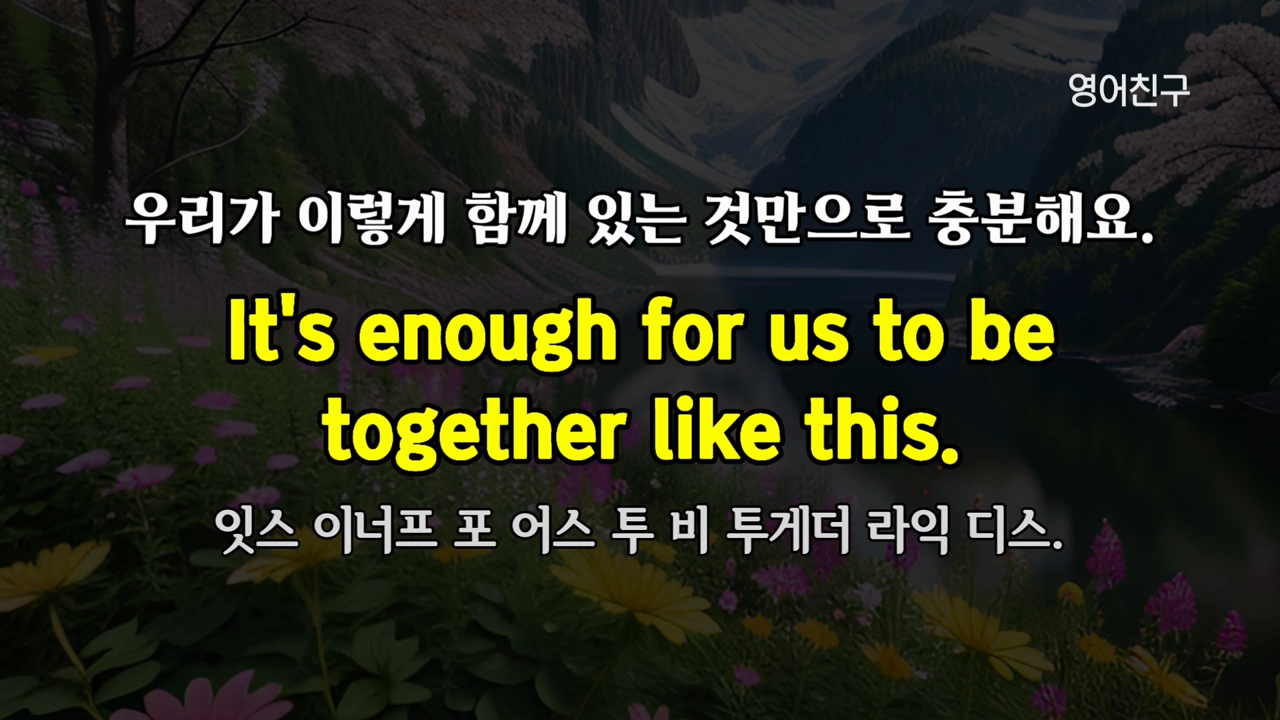 영어친구
우리가 이렇게 함께 있는 것만으로 충분해요.
It's enough for us to be
together like this.
잇스 이너프 포 어스 투 비 투게더 라익 디스.